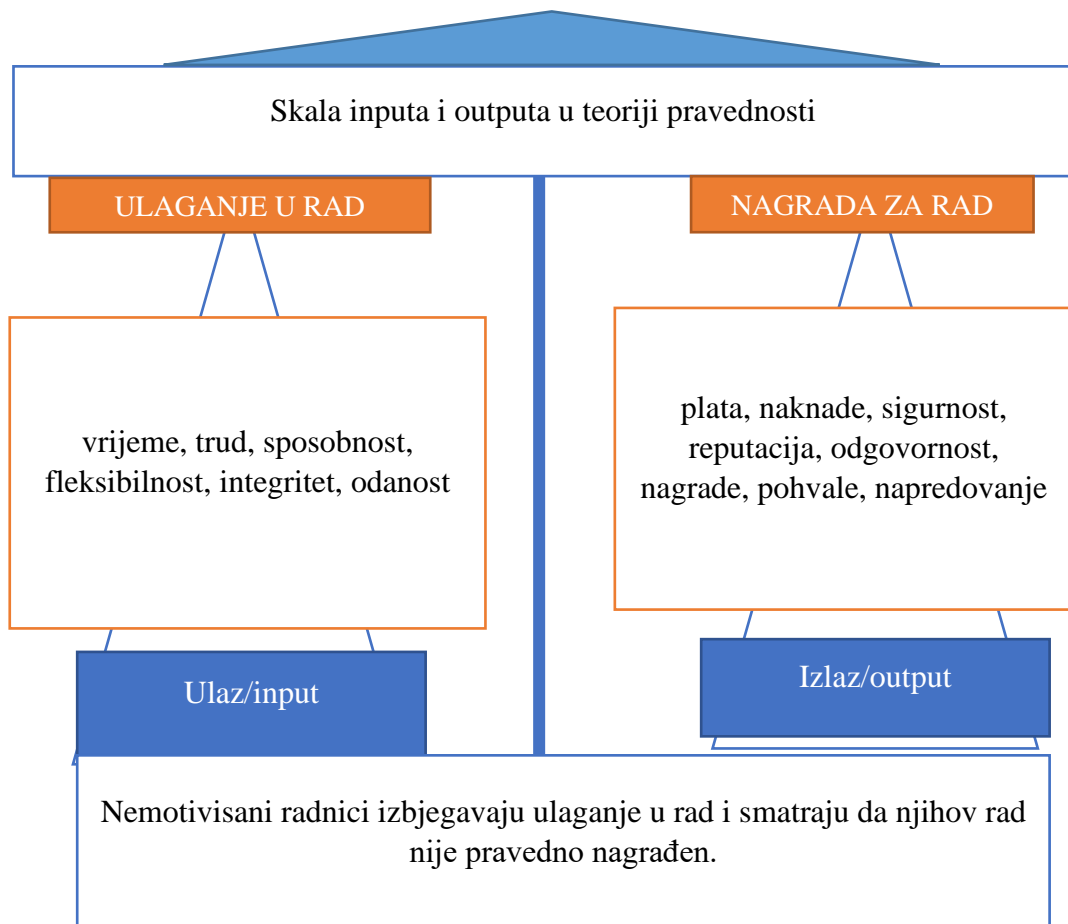 Skala inputa i outputa u teoriji pravednosti
ULAGANJE U RAD
NAGRADA ZA RAD
vrijeme, trud, sposobnost,
fleksibilnost, integritet, odanost
plata, naknade, sigurnost,
reputacija, odgovornost,
nagrade, pohvale, napredovanje
Ulaz/input
Izlaz/output
Nemotivisani radnici izbjegavaju ulaganje u rad i smatraju da njihov rad
nije pravedno nagrađen.